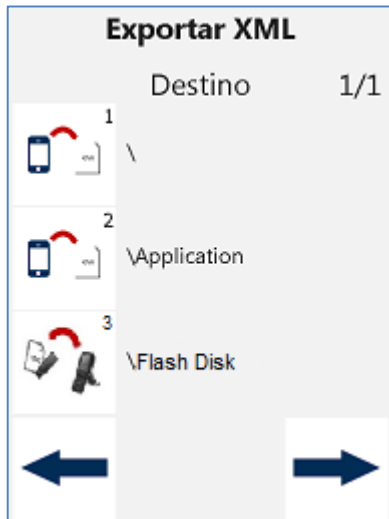 Exportar XML
Destino 1/1
1
\
2
\Application
3
\Flash Disk